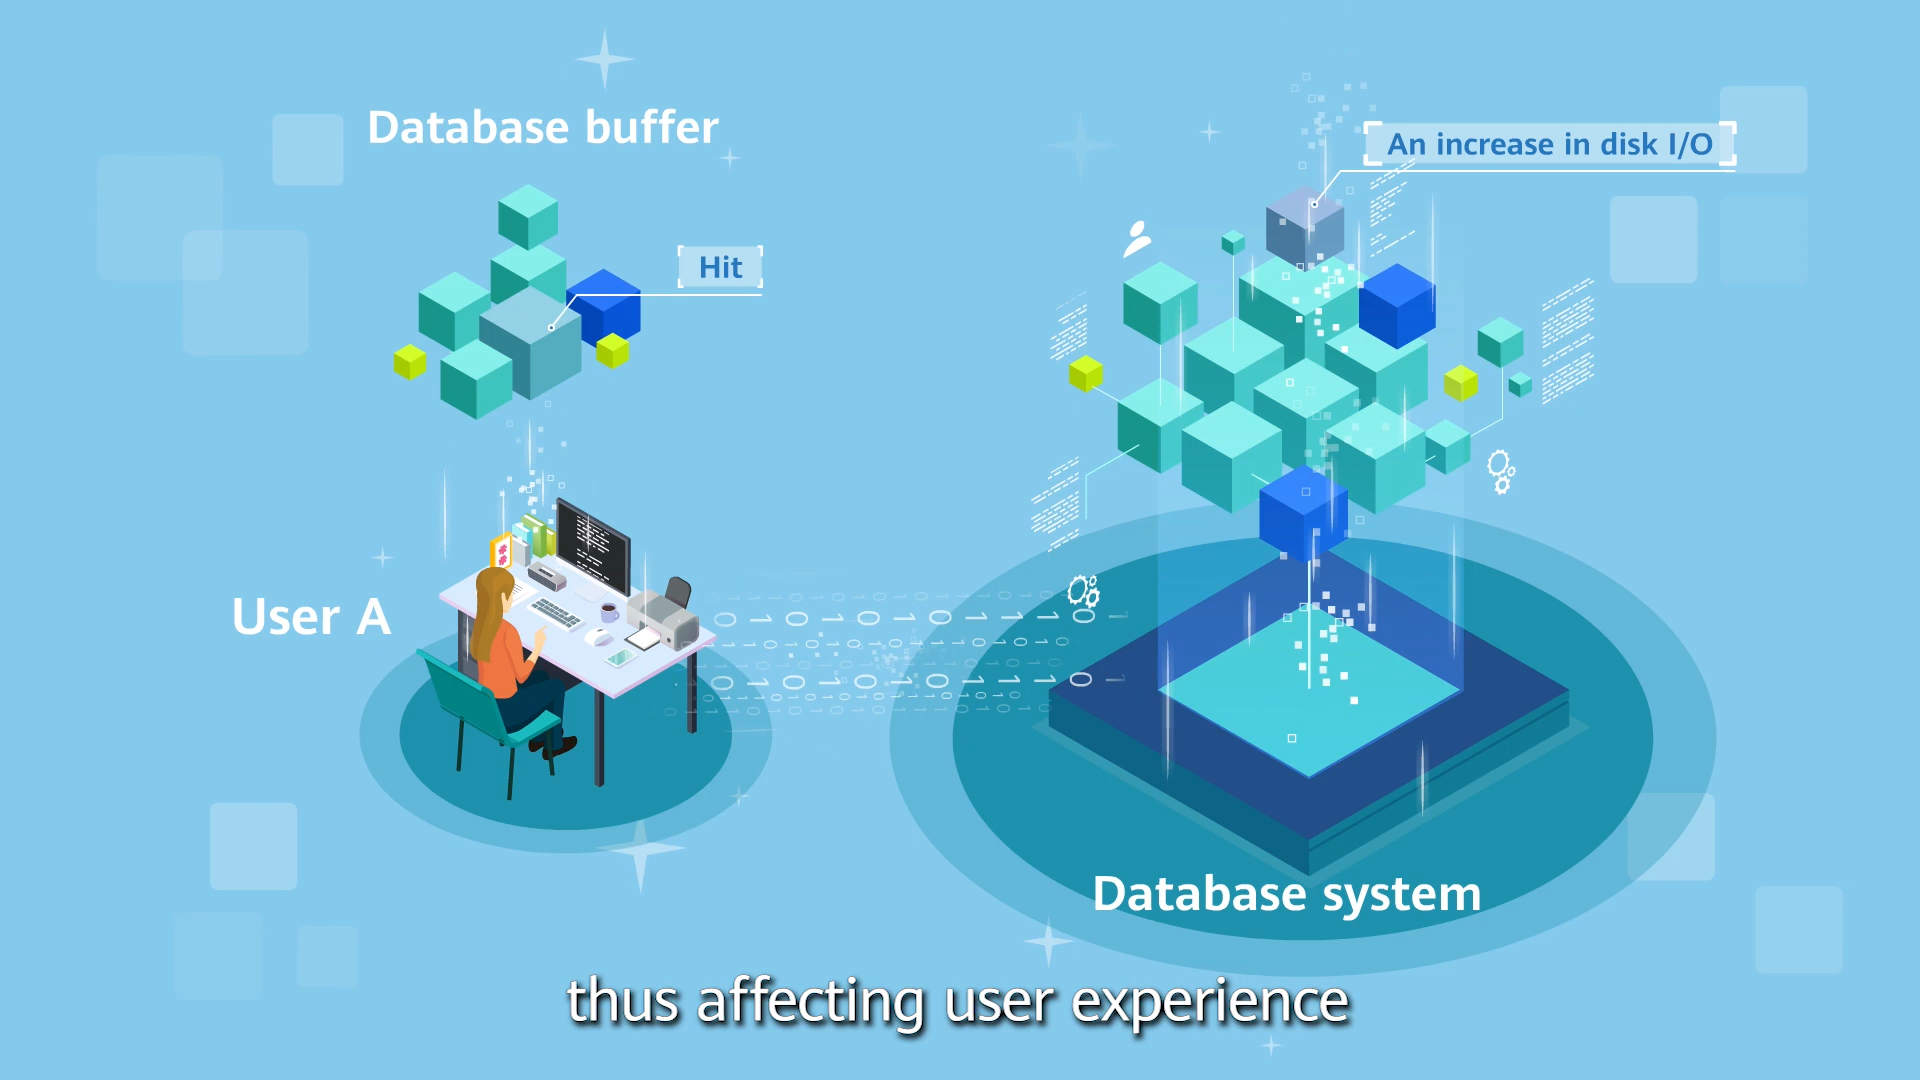 Database buffer
An increase in disk I/O
Hit
User A
Database system
thus affecting user experience